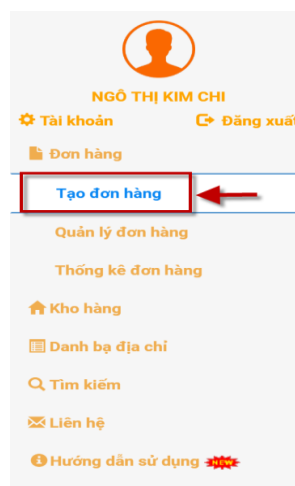 NGÔ THỊ KIM CHI
Tài khoản Đăng xuất
Đơn hàng
Tạo đơn hàng
Quản lý đơn hàng
Thống kê đơn hàng
Kho hàng
Danh bạ địa chỉ
Tìm kiếm
Liên hệ
Hướng dẫn sử dụng NEW